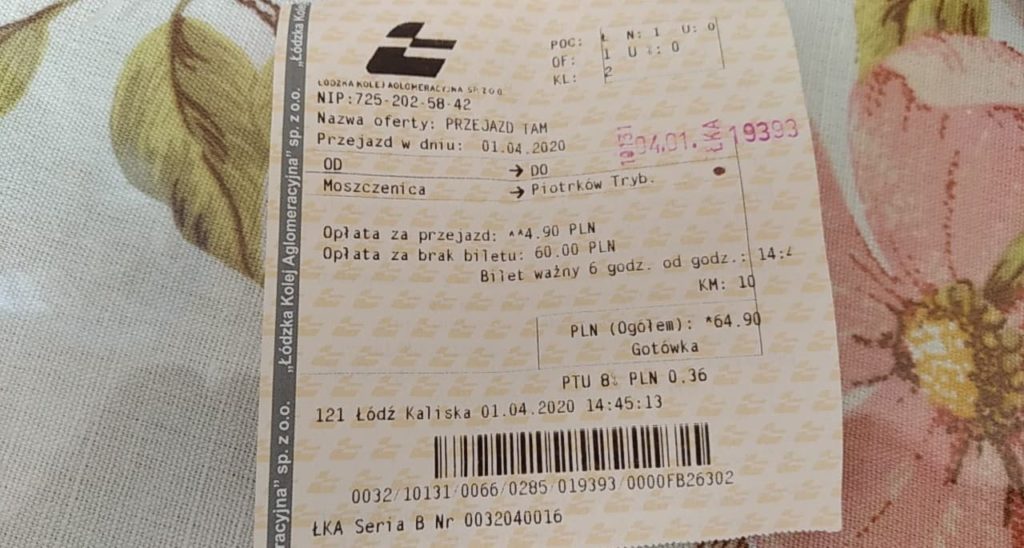 „Łódzka Kolej Aglomeracyjna” sp. z o.o.
ŁÓDZKA KOLEJ AGLOMERACYJNA SP. Z O.O.
POC: Ł N: 1 U: 0
OF: 1 U %: 0
KL: 2
NIP:725-202-58-42
Nazwa oferty: PRZEJAZD TAM
Przejazd w dniu: 01.04.2020
10131 04.01. ŁKA 19393
OD → DO
Moszczenica → Piotrków Tryb.
Opłata za przejazd: **4.90 PLN
Opłata za brak biletu: 60.00 PLN
Bilet ważny 6 godz. od godz.:
KM: 10
PLN (Ogółem): *64.90
Gotówka
PTU 8% PLN 0.36
121 Łódź Kaliska 01.04.2020 14:45:13
0032/10131/0066/0285/019393/0000FB26302
ŁKA Seria B Nr 0032040016